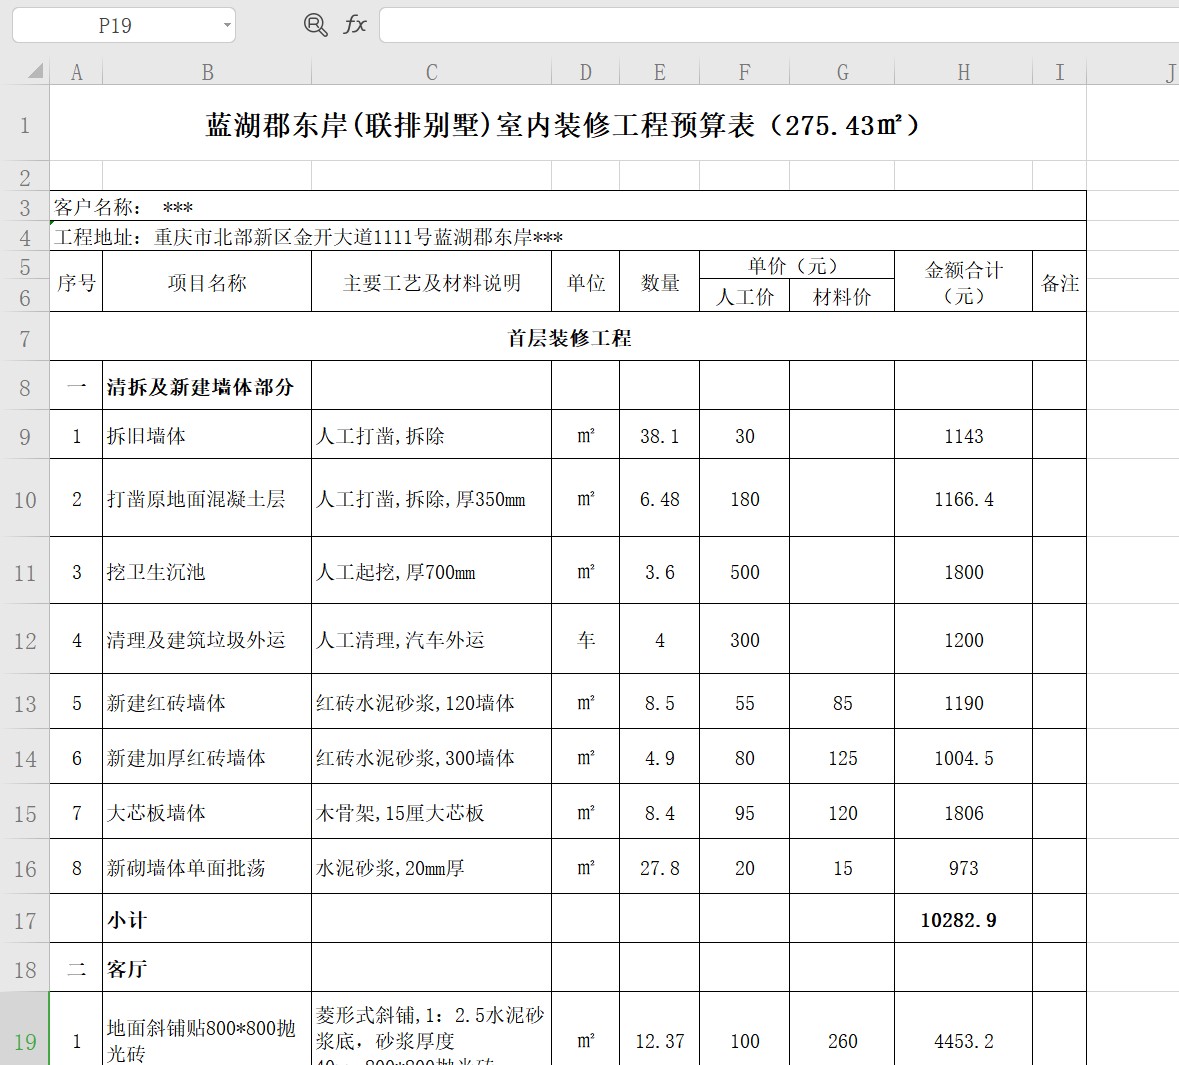 P19
fx
A B C D E F G H I J
1 蓝湖郡东岸(联排别墅)室内装修工程预算表（275.43㎡）
2
3 客户名称： ***
4 工程地址：重庆市北部新区金开大道1111号蓝湖郡东岸***
5 序号 项目名称 主要工艺及材料说明 单位 数量 单价（元） 金额合计（元） 备注
6 人工价 材料价
7 首层装修工程
8 一 清拆及新建墙体部分
9 1 拆旧墙体 人工打凿,拆除 ㎡ 38.1 30 1143
10 2 打凿原地面混凝土层 人工打凿,拆除,厚350mm ㎡ 6.48 180 1166.4
11 3 挖卫生沉池 人工起挖,厚700mm ㎡ 3.6 500 1800
12 4 清理及建筑垃圾外运 人工清理,汽车外运 车 4 300 1200
13 5 新建红砖墙体 红砖水泥砂浆,120墙体 ㎡ 8.5 55 85 1190
14 6 新建加厚红砖墙体 红砖水泥砂浆,300墙体 ㎡ 4.9 80 125 1004.5
15 7 大芯板墙体 木骨架,15厘大芯板 ㎡ 8.4 95 120 1806
16 8 新砌墙体单面批荡 水泥砂浆,20mm厚 ㎡ 27.8 20 15 973
17 小计 10282.9
18 二 客厅
19 1 地面斜铺贴800*800抛光砖 菱形式斜铺,1：2.5水泥砂浆底，砂浆厚度 ㎡ 12.37 100 260 4453.2